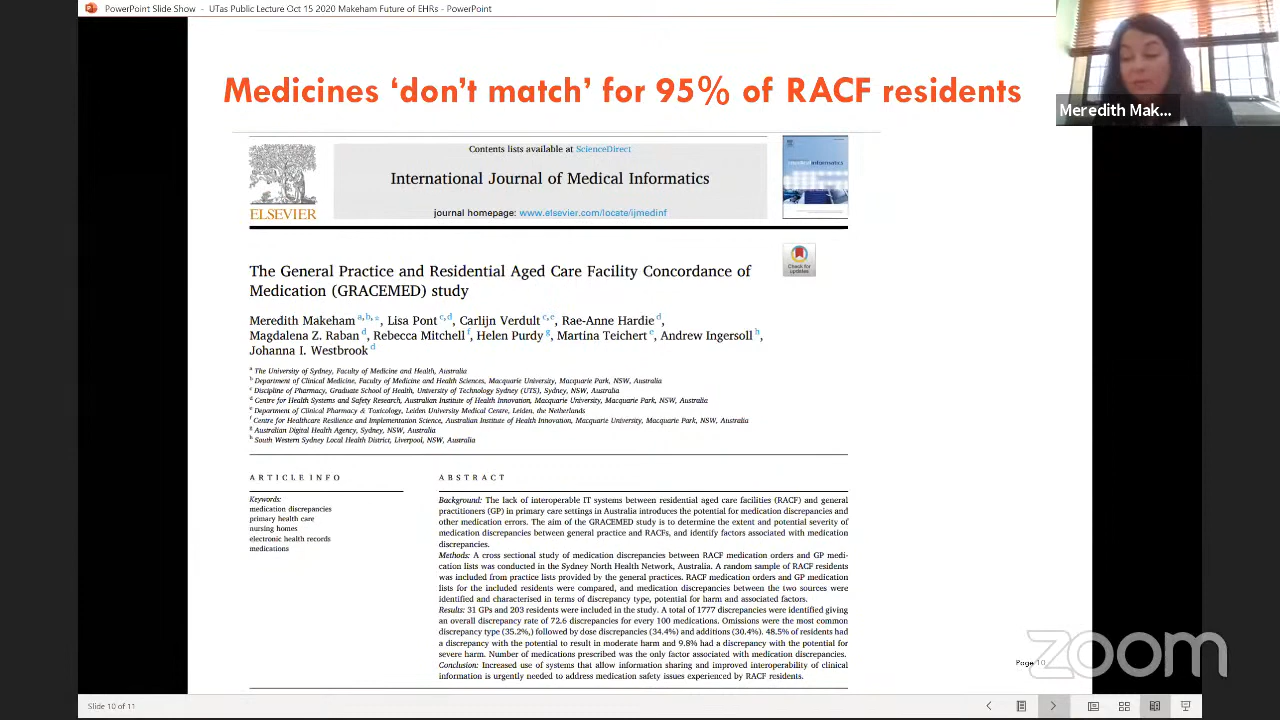 PowerPoint Slide Show - UTas Public Lecture Oct 15 2020 Makeham Future of EHRs - PowerPoint
Meredith Mak...
Medicines ‘don’t match’ for 95% of RACF residents
Contents lists available at ScienceDirect
International Journal of Medical Informatics
journal homepage: www.elsevier.com/locate/ijmedinf
ELSEVIER
Check for
updates
The General Practice and Residential Aged Care Facility Concordance of
Medication (GRACEMED) study
Meredith Makeham a,b,*, Lisa Pont c,d, Carlijn Verdult c,e, Rae-Anne Hardie d,
Magdalena Z. Raban d, Rebecca Mitchell f, Helen Purdy g, Martina Teichert e, Andrew Ingersoll h,
Johanna I. Westbrook d
a The University of Sydney, Faculty of Medicine and Health, Australia
b Department of Clinical Medicine, Faculty of Medicine and Health Sciences, Macquarie University, Macquarie Park, NSW, Australia
c Discipline of Pharmacy, Graduate School of Health, University of Technology Sydney (UTS), Sydney, NSW, Australia
d Centre for Health Systems and Safety Research, Australian Institute of Health Innovation, Macquarie University, Macquarie Park, NSW, Australia
e Department of Clinical Pharmacy & Toxicology, Leiden University Medical Centre, Leiden, the Netherlands
f Centre for Healthcare Resilience and Implementation Science, Australian Institute of Health Innovation, Macquarie University, Macquarie Park, NSW, Australia
g Australian Digital Health Agency, Sydney, NSW, Australia
h South Western Sydney Local Health District, Liverpool, NSW, Australia
ARTICLE INFO
Keywords:
medication discrepancies
primary health care
nursing homes
electronic health records
medications
ABSTRACT
Background: The lack of interoperable IT systems between residential aged care facilities (RACF) and general
practitioners (GP) in primary care settings in Australia introduces the potential for medication discrepancies and
other medication errors. The aim of the GRACEMED study is to determine the extent and potential severity of
medication discrepancies between general practice and RACFs, and identify factors associated with medication
discrepancies.
Methods: A cross sectional study of medication discrepancies between RACF medication orders and GP medi-
cation lists was conducted in the Sydney North Health Network, Australia. A random sample of RACF residents
was included from practice lists provided by the general practices. RACF medication orders and GP medication
lists for the included residents were compared, and medication discrepancies between the two sources were
identified and characterised in terms of discrepancy type, potential for harm and associated factors.
Results: 31 GPs and 203 residents were included in the study. A total of 1777 discrepancies were identified giving
an overall discrepancy rate of 72.6 discrepancies for every 100 medications. Omissions were the most common
discrepancy type (35.2%,) followed by dose discrepancies (34.4%) and additions (30.4%). 48.5% of residents had
a discrepancy with the potential to result in moderate harm and 9.8% had a discrepancy with the potential for
severe harm. Number of medications prescribed was the only factor associated with medication discrepancies.
Conclusion: Increased use of systems that allow information sharing and improved interoperability of clinical
information is urgently needed to address medication safety issues experienced by RACF residents.
Page 10
zoom
Slide 10 of 11